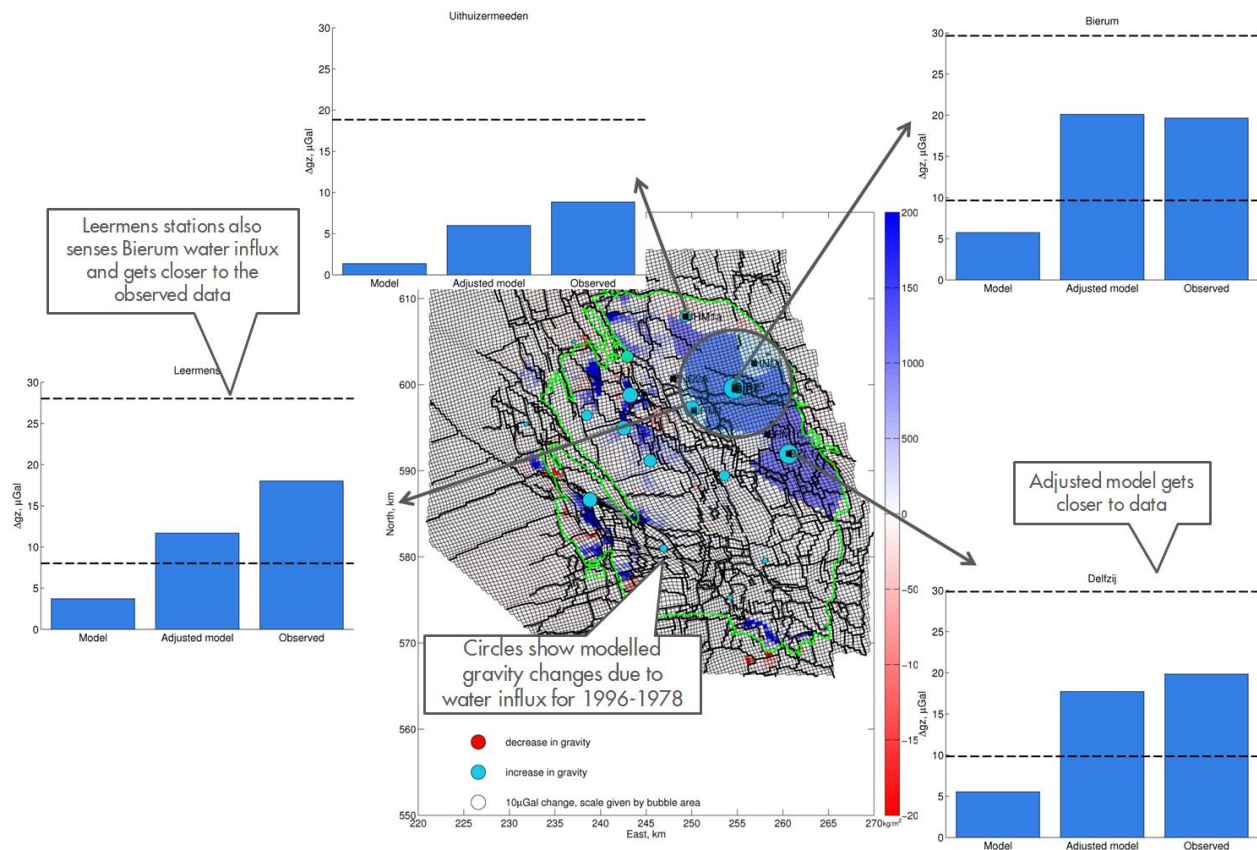 Uithuizermeeden
30
25
20
15
10
5
0
Δgz, μGal
Model
Adjusted model
Observed
Bierum
30
25
20
15
10
5
0
Δgz, μGal
Model
Adjusted model
Observed
Leermens stations also
senses Bierum water influx
and gets closer to the
observed data
Leermens
30
25
20
15
10
5
0
Δgz, μGal
Model
Adjusted model
Observed
610
600
590
580
570
560
550
North, km
220
225
230
235
240
245
250
255
260
265
270
East, km
200
150
1000
500
0
−50
−10
−15
−20
kg/m²
Circles show modelled
gravity changes due to
water influx for 1996-1978
decrease in gravity
increase in gravity
10μGal change, scale given by bubble area
Adjusted model gets
closer to data
Delfzij
30
25
20
15
10
5
0
Δgz, μGal
Model
Adjusted model
Observed